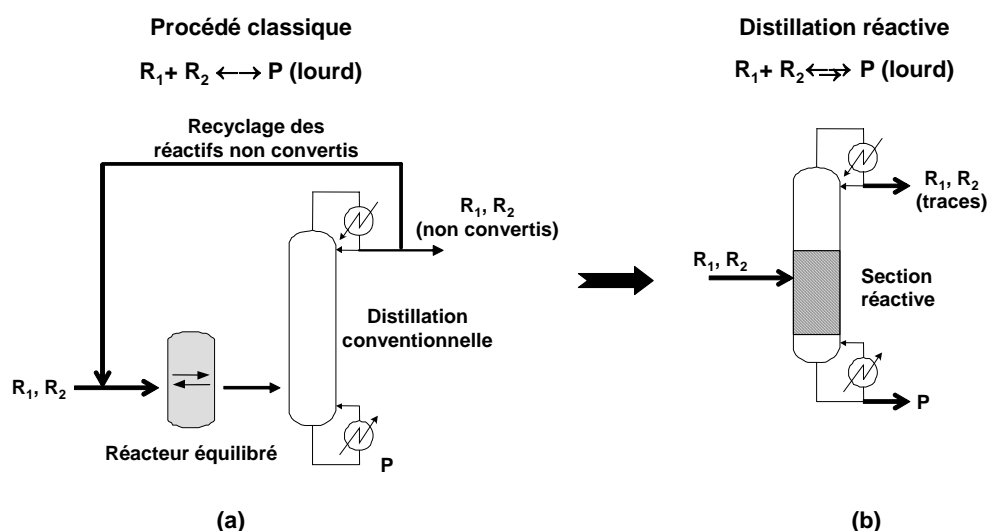 Procédé classique
R₁+ R₂ ←→ P (lourd)
Recyclage des
réactifs non convertis
R₁, R₂
(non convertis)
Distillation
conventionnelle
R₁, R₂
Réacteur équilibré
P
(a)
Distillation réactive
R₁+ R₂ ←→→ P (lourd)
R₁, R₂
(traces)
R₁, R₂
Section
réactive
P
(b)